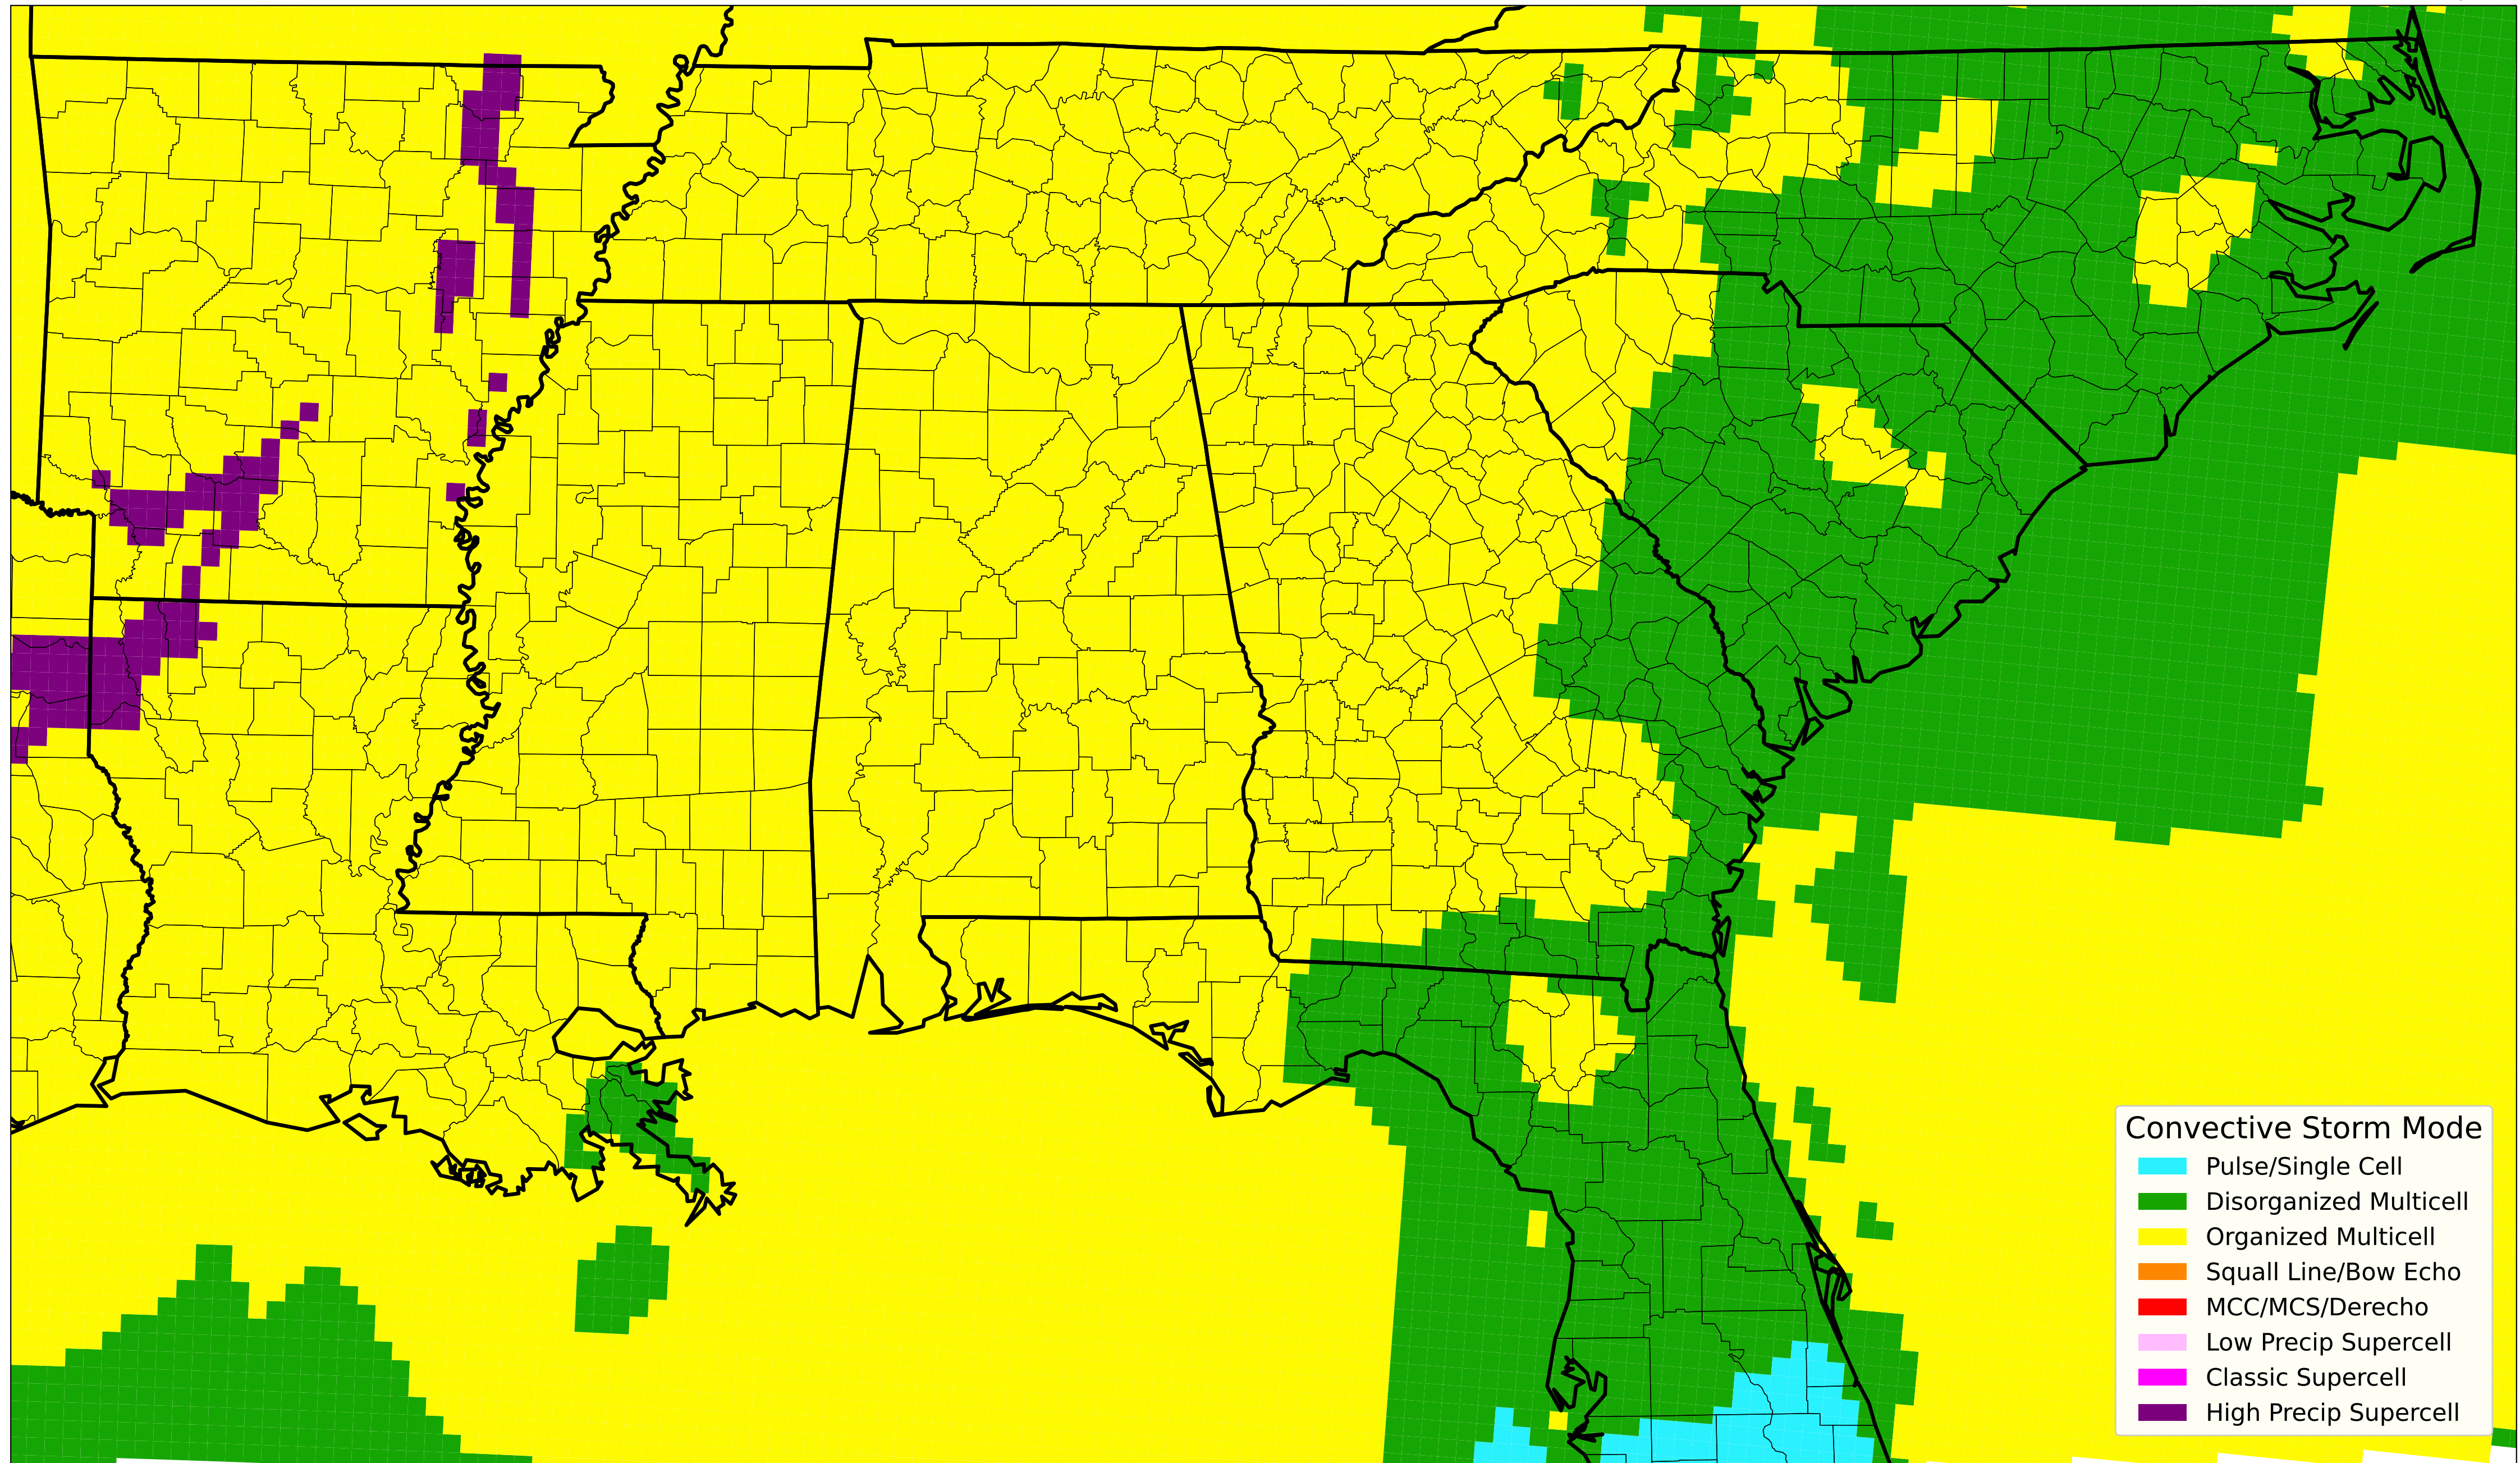 Convective Storm Mode
Pulse/Single Cell
Disorganized Multicell
Organized Multicell
Squall Line/Bow Echo
MCC/MCS/Derecho
Low Precip Supercell
Classic Supercell
High Precip Supercell